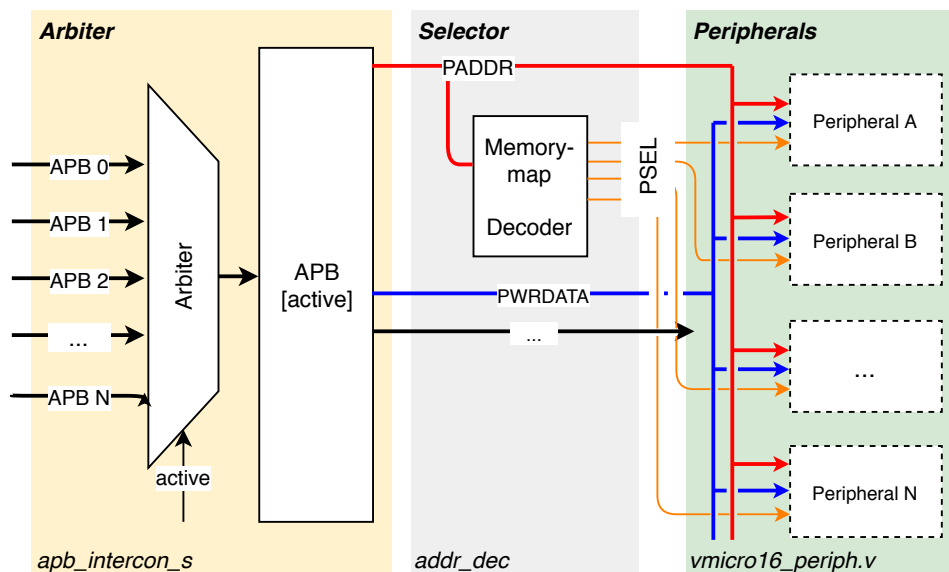 Arbiter
Selector
Peripherals
PADDR
APB 0
APB 1
APB 2
...
APB N
Arbiter
active
APB
[active]
Memory-
map
Decoder
PSEL
PWRDATA
...
Peripheral A
Peripheral B
...
Peripheral N
apb_intercon_s
addr_dec
vmicro16_periph.v